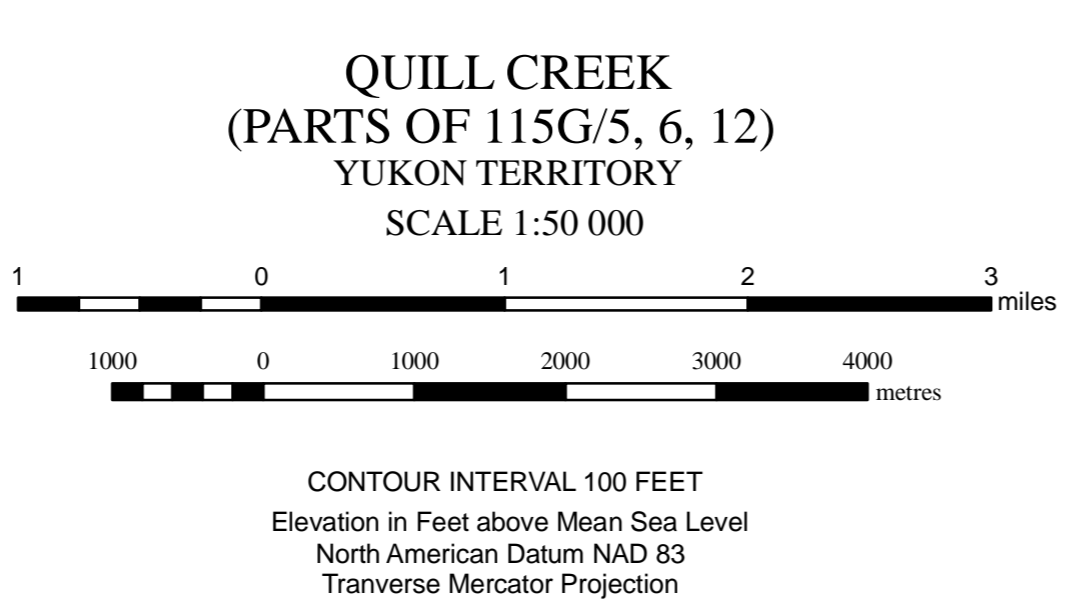 QUILL CREEK
(PARTS OF 115G/5, 6, 12)
YUKON TERRITORY
SCALE 1:50 000
1 0 1 2 3
miles
1000 0 1000 2000 3000 4000
metres
CONTOUR INTERVAL 100 FEET
Elevation in Feet above Mean Sea Level
North American Datum NAD 83
Tranverse Mercator Projection